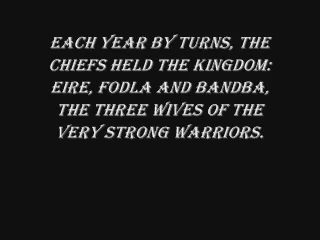 EACH YEAR BY TURNS, THE
CHIEFS HELD THE KINGDOM:
EIRE, FODLA AND BANDBA,
THE THREE WIVES OF THE
VERY STRONG WARRIORS.